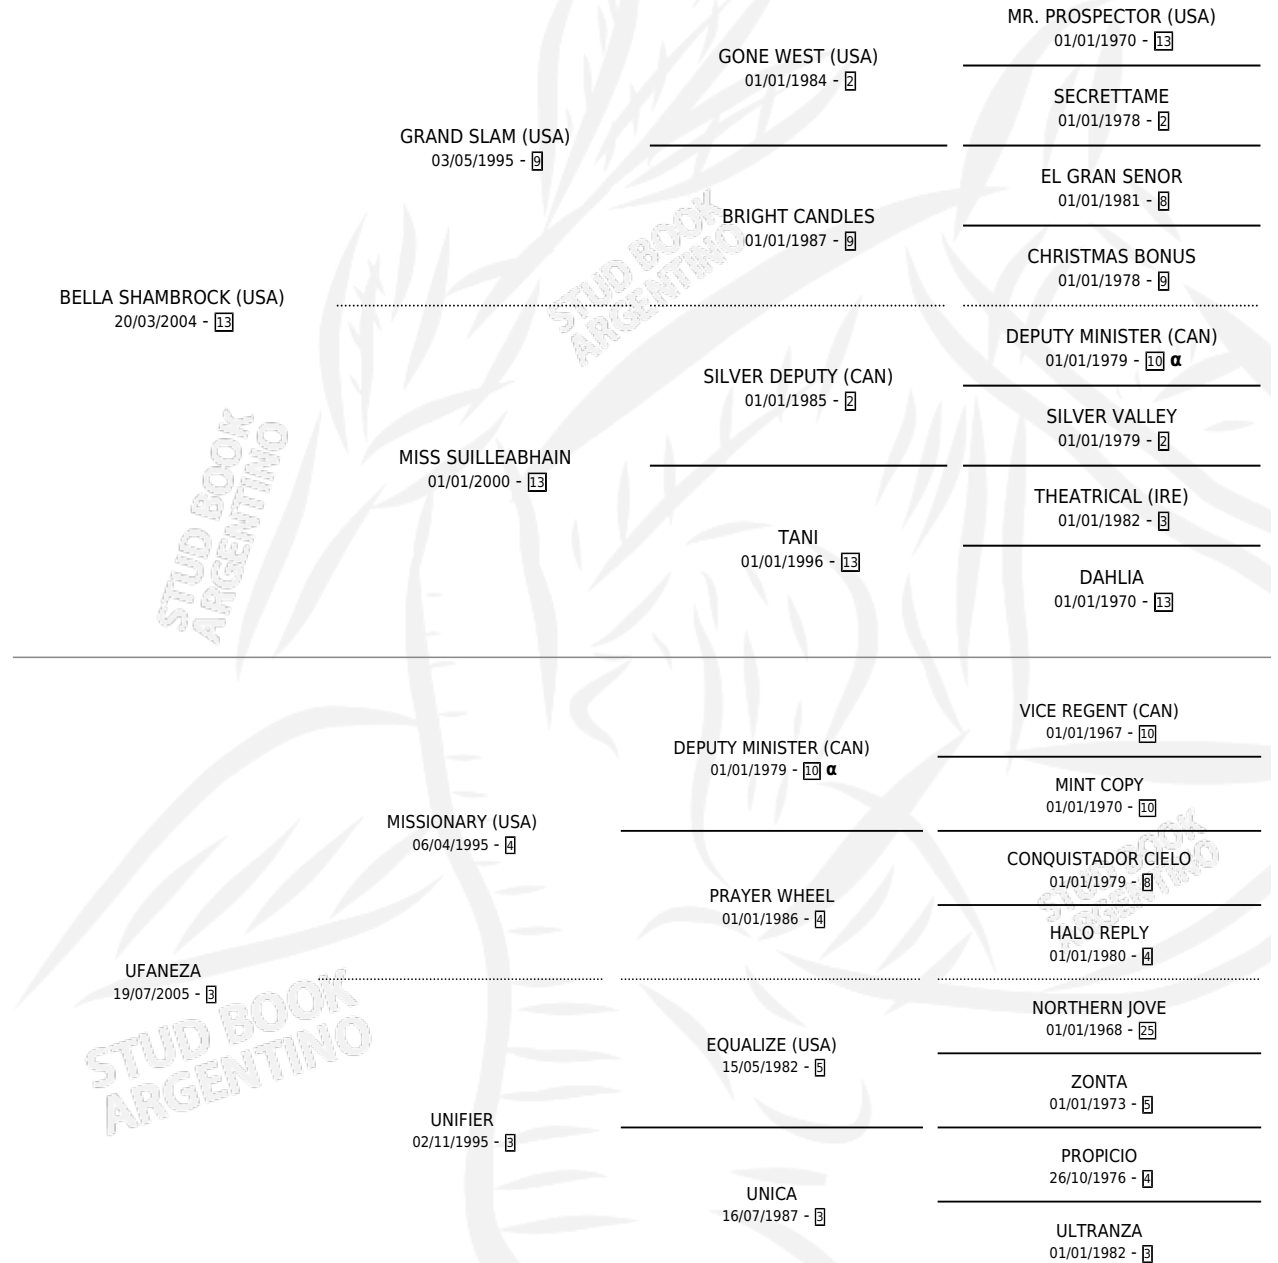 MR. PROSPECTOR (USA)
01/01/1970 - 13
GONE WEST (USA)
01/01/1984 - 2
SECRETTAME
01/01/1978 - 2
GRAND SLAM (USA)
03/05/1995 - 9
EL GRAN SENOR
01/01/1981 - 8
BRIGHT CANDLES
01/01/1987 - 9
CHRISTMAS BONUS
01/01/1978 - 9
BELLA SHAMBROCK (USA)
20/03/2004 - 13
DEPUTY MINISTER (CAN)
01/01/1979 - 10 α
SILVER DEPUTY (CAN)
01/01/1985 - 2
SILVER VALLEY
01/01/1979 - 2
MISS SUILLEABHAIN
01/01/2000 - 13
THEATRICAL (IRE)
01/01/1982 - 3
TANI
01/01/1996 - 13
DAHLIA
01/01/1970 - 13
STUD BOOK
ARGENTINO
STUD BOOK
ARGENTINO
VICE REGENT (CAN)
01/01/1967 - 10
DEPUTY MINISTER (CAN)
01/01/1979 - 10 α
MINT COPY
01/01/1970 - 10
MISSIONARY (USA)
06/04/1995 - 4
CONQUISTADOR CIELO
01/01/1979 - 8
PRAYER WHEEL
01/01/1986 - 4
HALO REPLY
01/01/1980 - 4
UFANEZA
19/07/2005 - 3
NORTHERN JOVE
01/01/1968 - 25
EQUALIZE (USA)
15/05/1982 - 5
ZONTA
01/01/1973 - 5
UNIFIER
02/11/1995 - 3
PROPICIO
26/10/1976 - 4
UNICA
16/07/1987 - 3
ULTRANZA
01/01/1982 - 3
STUD BOOK
ARGENTINO
STUD BOOK
ARGENTINO